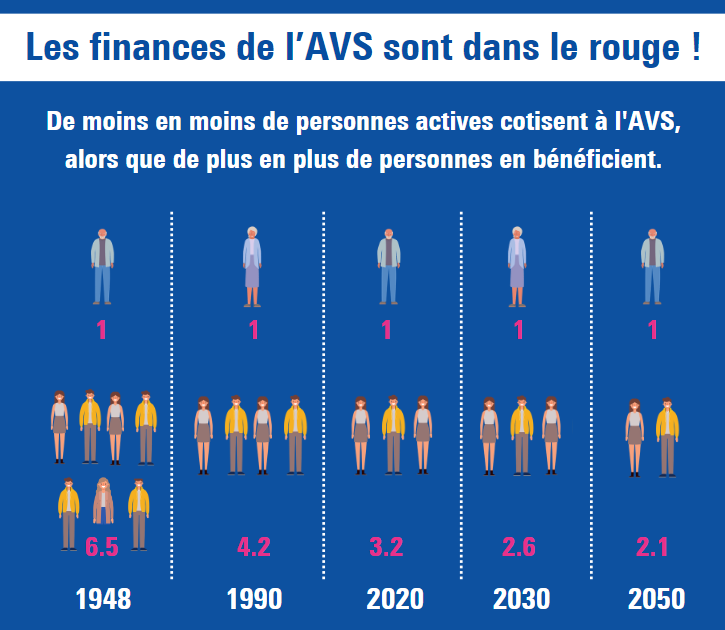 Les finances de l'AVS sont dans le rouge !
De moins en moins de personnes actives cotisent à l'AVS,
alors que de plus en plus de personnes en bénéficient.
1 1 1 1 1
6.5 4.2 3.2 2.6 2.1
1948 1990 2020 2030 2050